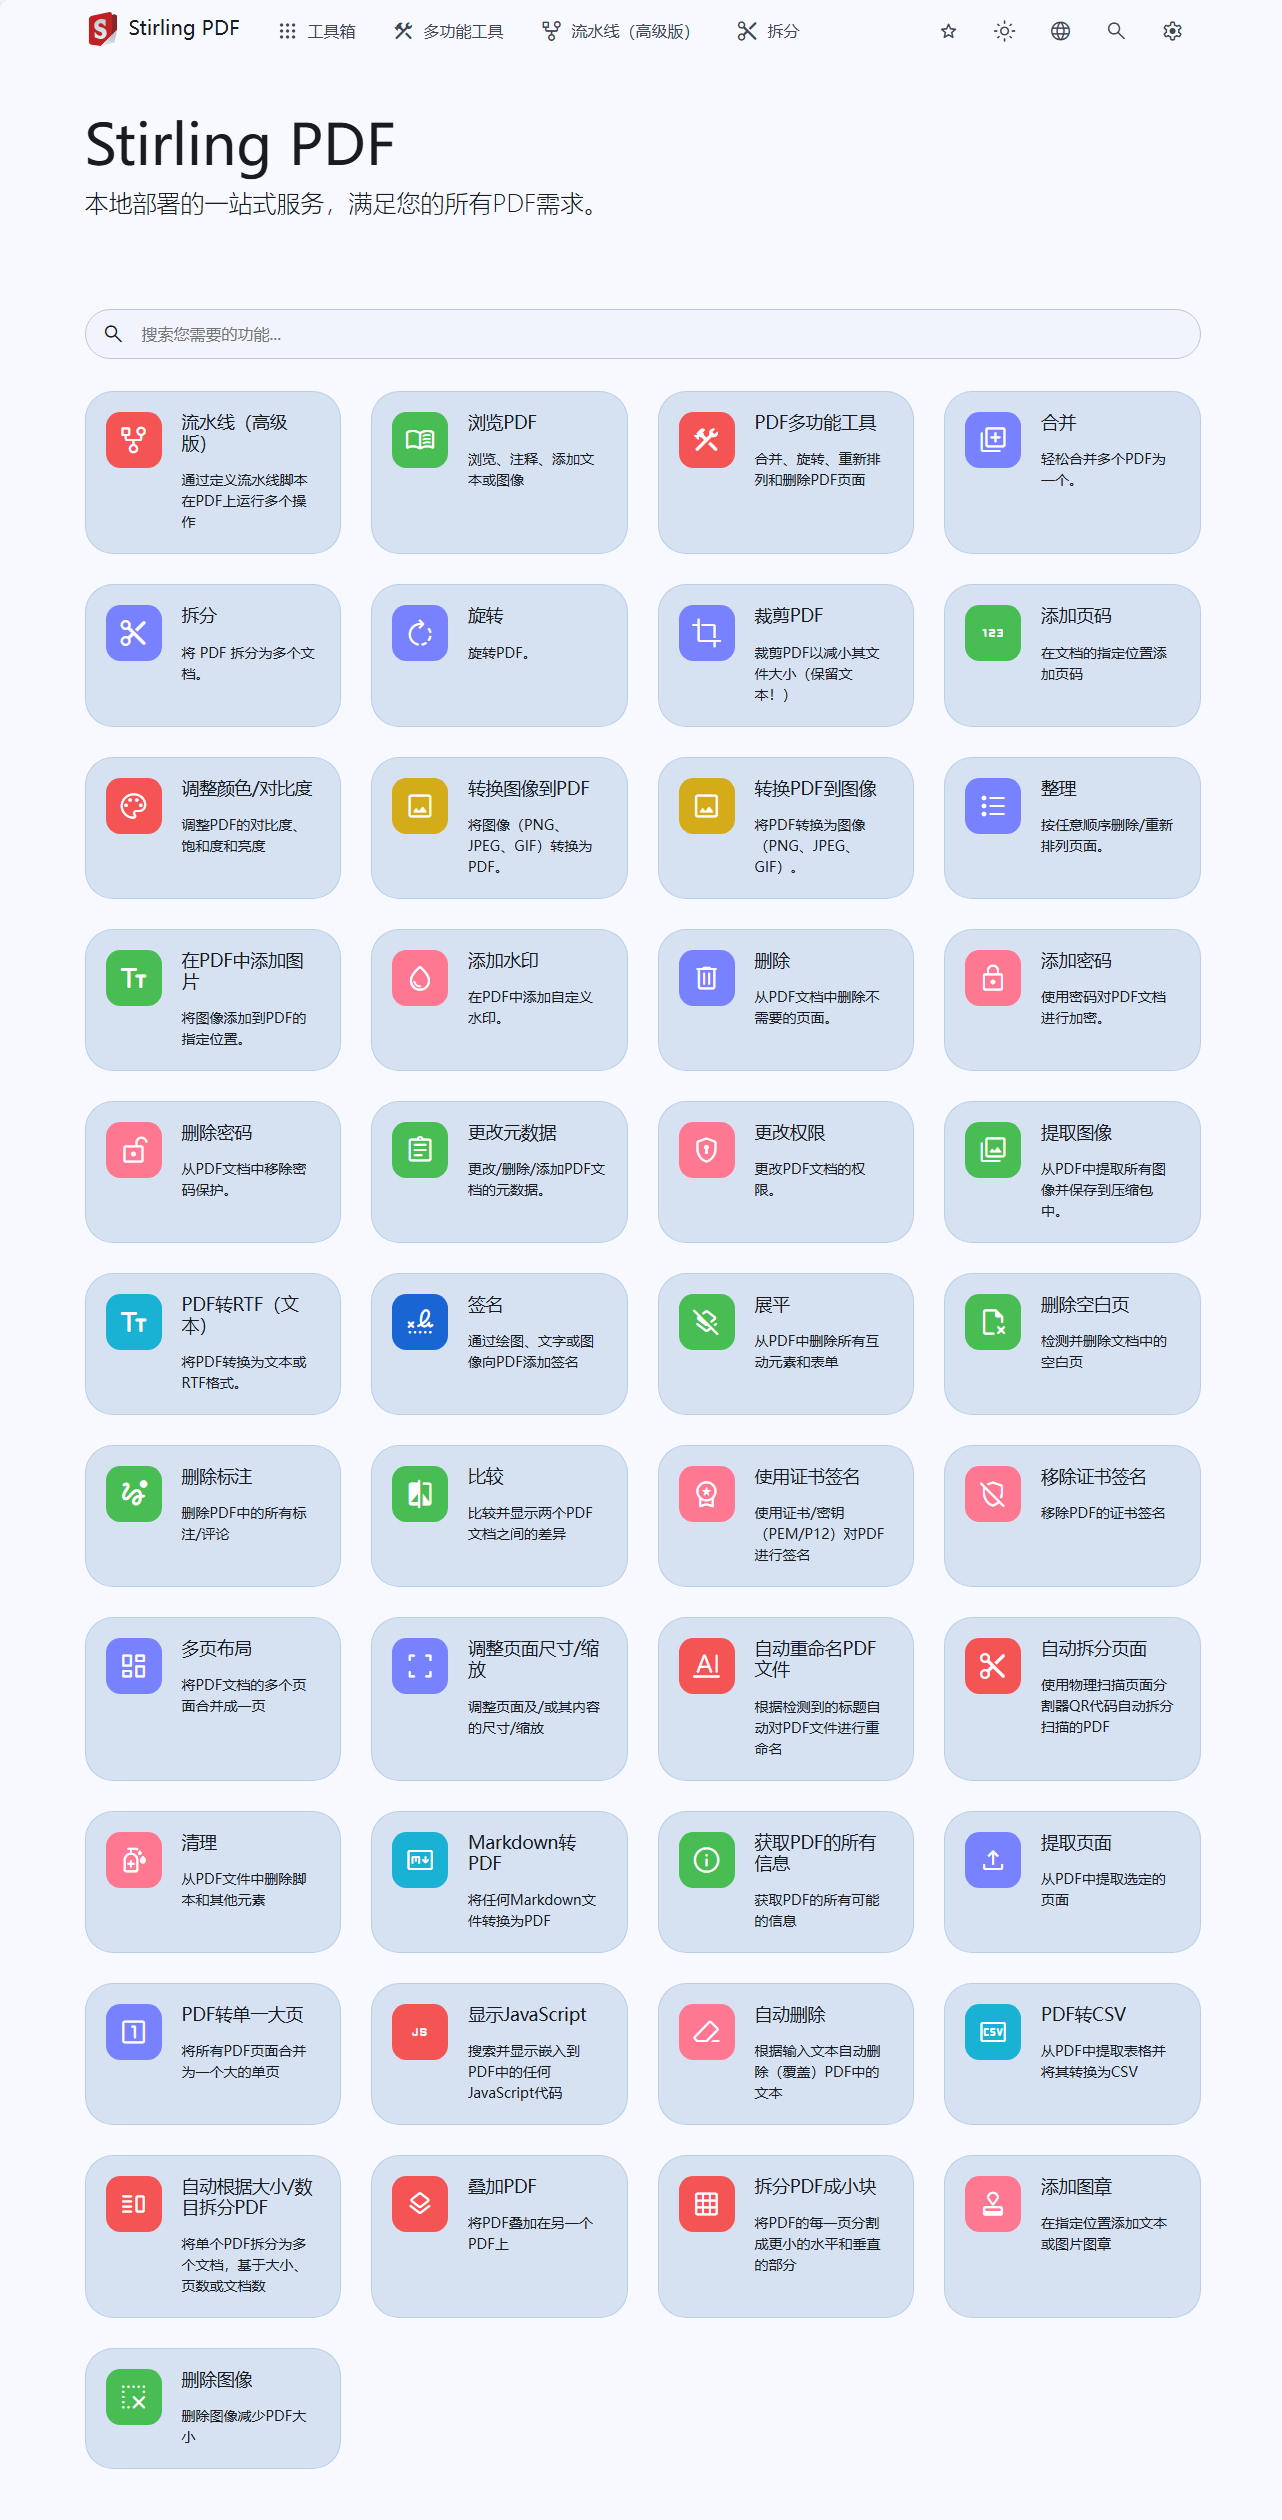 Stirling PDF
工具箱
多功能工具
流水线（高级版）
拆分
Stirling PDF
本地部署的一站式服务，满足您的所有PDF需求。
搜索您需要的功能...
流水线（高级
版）
通过定义流水线脚本
在PDF上运行多个操
作
浏览PDF
浏览、注释、添加文
本或图像
PDF多功能工具
合并、旋转、重新排
列和删除PDF页面
合并
轻松合并多个PDF为
一个。
拆分
将 PDF 拆分为多个文
档。
旋转
旋转PDF。
裁剪PDF
裁剪PDF以减小其文
件大小（保留文
本！）
123
添加页码
在文档的指定位置添
加页码
调整颜色/对比度
调整PDF的对比度、
饱和度和亮度
转换图像到PDF
将图像（PNG、
JPEG、GIF）转换为
PDF。
转换PDF到图像
将PDF转换为图像
（PNG、JPEG、
GIF）。
整理
按任意顺序删除/重新
排列页面。
在PDF中添加图
片
将图像添加到PDF的
指定位置。
添加水印
在PDF中添加自定义
水印。
删除
从PDF文档中删除不
需要的页面。
添加密码
使用密码对PDF文档
进行加密。
删除密码
从PDF文档中移除密
码保护。
更改元数据
更改/删除/添加PDF文
档的元数据。
更改权限
更改PDF文档的权
限。
提取图像
从PDF中提取所有图
像并保存到压缩包
中。
PDF转RTF（文
本）
将PDF转换为文本或
RTF格式。
签名
通过绘图、文字或图
像向PDF添加签名
展平
从PDF中删除所有互
动元素和表单
删除空白页
检测并删除文档中的
空白页
删除标注
删除PDF中的所有标
注/评论
比较
比较并显示两个PDF
文档之间的差异
使用证书签名
使用证书/密钥
（PEM/P12）对PDF
进行签名
移除证书签名
移除PDF的证书签名
多页布局
将PDF文档的多个页
面合并成一页
调整页面尺寸/缩
放
调整页面及/或其内容
的尺寸/缩放
自动重命名PDF
文件
根据检测到的标题自
动对PDF文件进行重
命名
自动拆分页面
使用物理扫描页面分
割器QR代码自动拆分
扫描的PDF
清理
从PDF文件中删除脚
本和其他元素
Markdown转
PDF
将任何Markdown文
件转换为PDF
获取PDF的所有
信息
获取PDF的所有可能
的信息
提取页面
从PDF中提取选定的
页面
PDF转单一大页
将所有PDF页面合并
为一个大的单页
JS
显示JavaScript
搜索并显示嵌入到
PDF中的任何
JavaScript代码
自动删除
根据输入文本自动删
除（覆盖）PDF中的
文本
CSV
PDF转CSV
从PDF中提取表格并
将其转换为CSV
自动根据大小/数
目拆分PDF
将单个PDF拆分为多
个文档，基于大小、
页数或文档数
叠加PDF
将PDF叠加在另一个
PDF上
拆分PDF成小块
将PDF的每一页分割
成更小的水平和垂直
的部分
添加图章
在指定位置添加文本
或图片图章
删除图像
删除图像减少PDF大
小